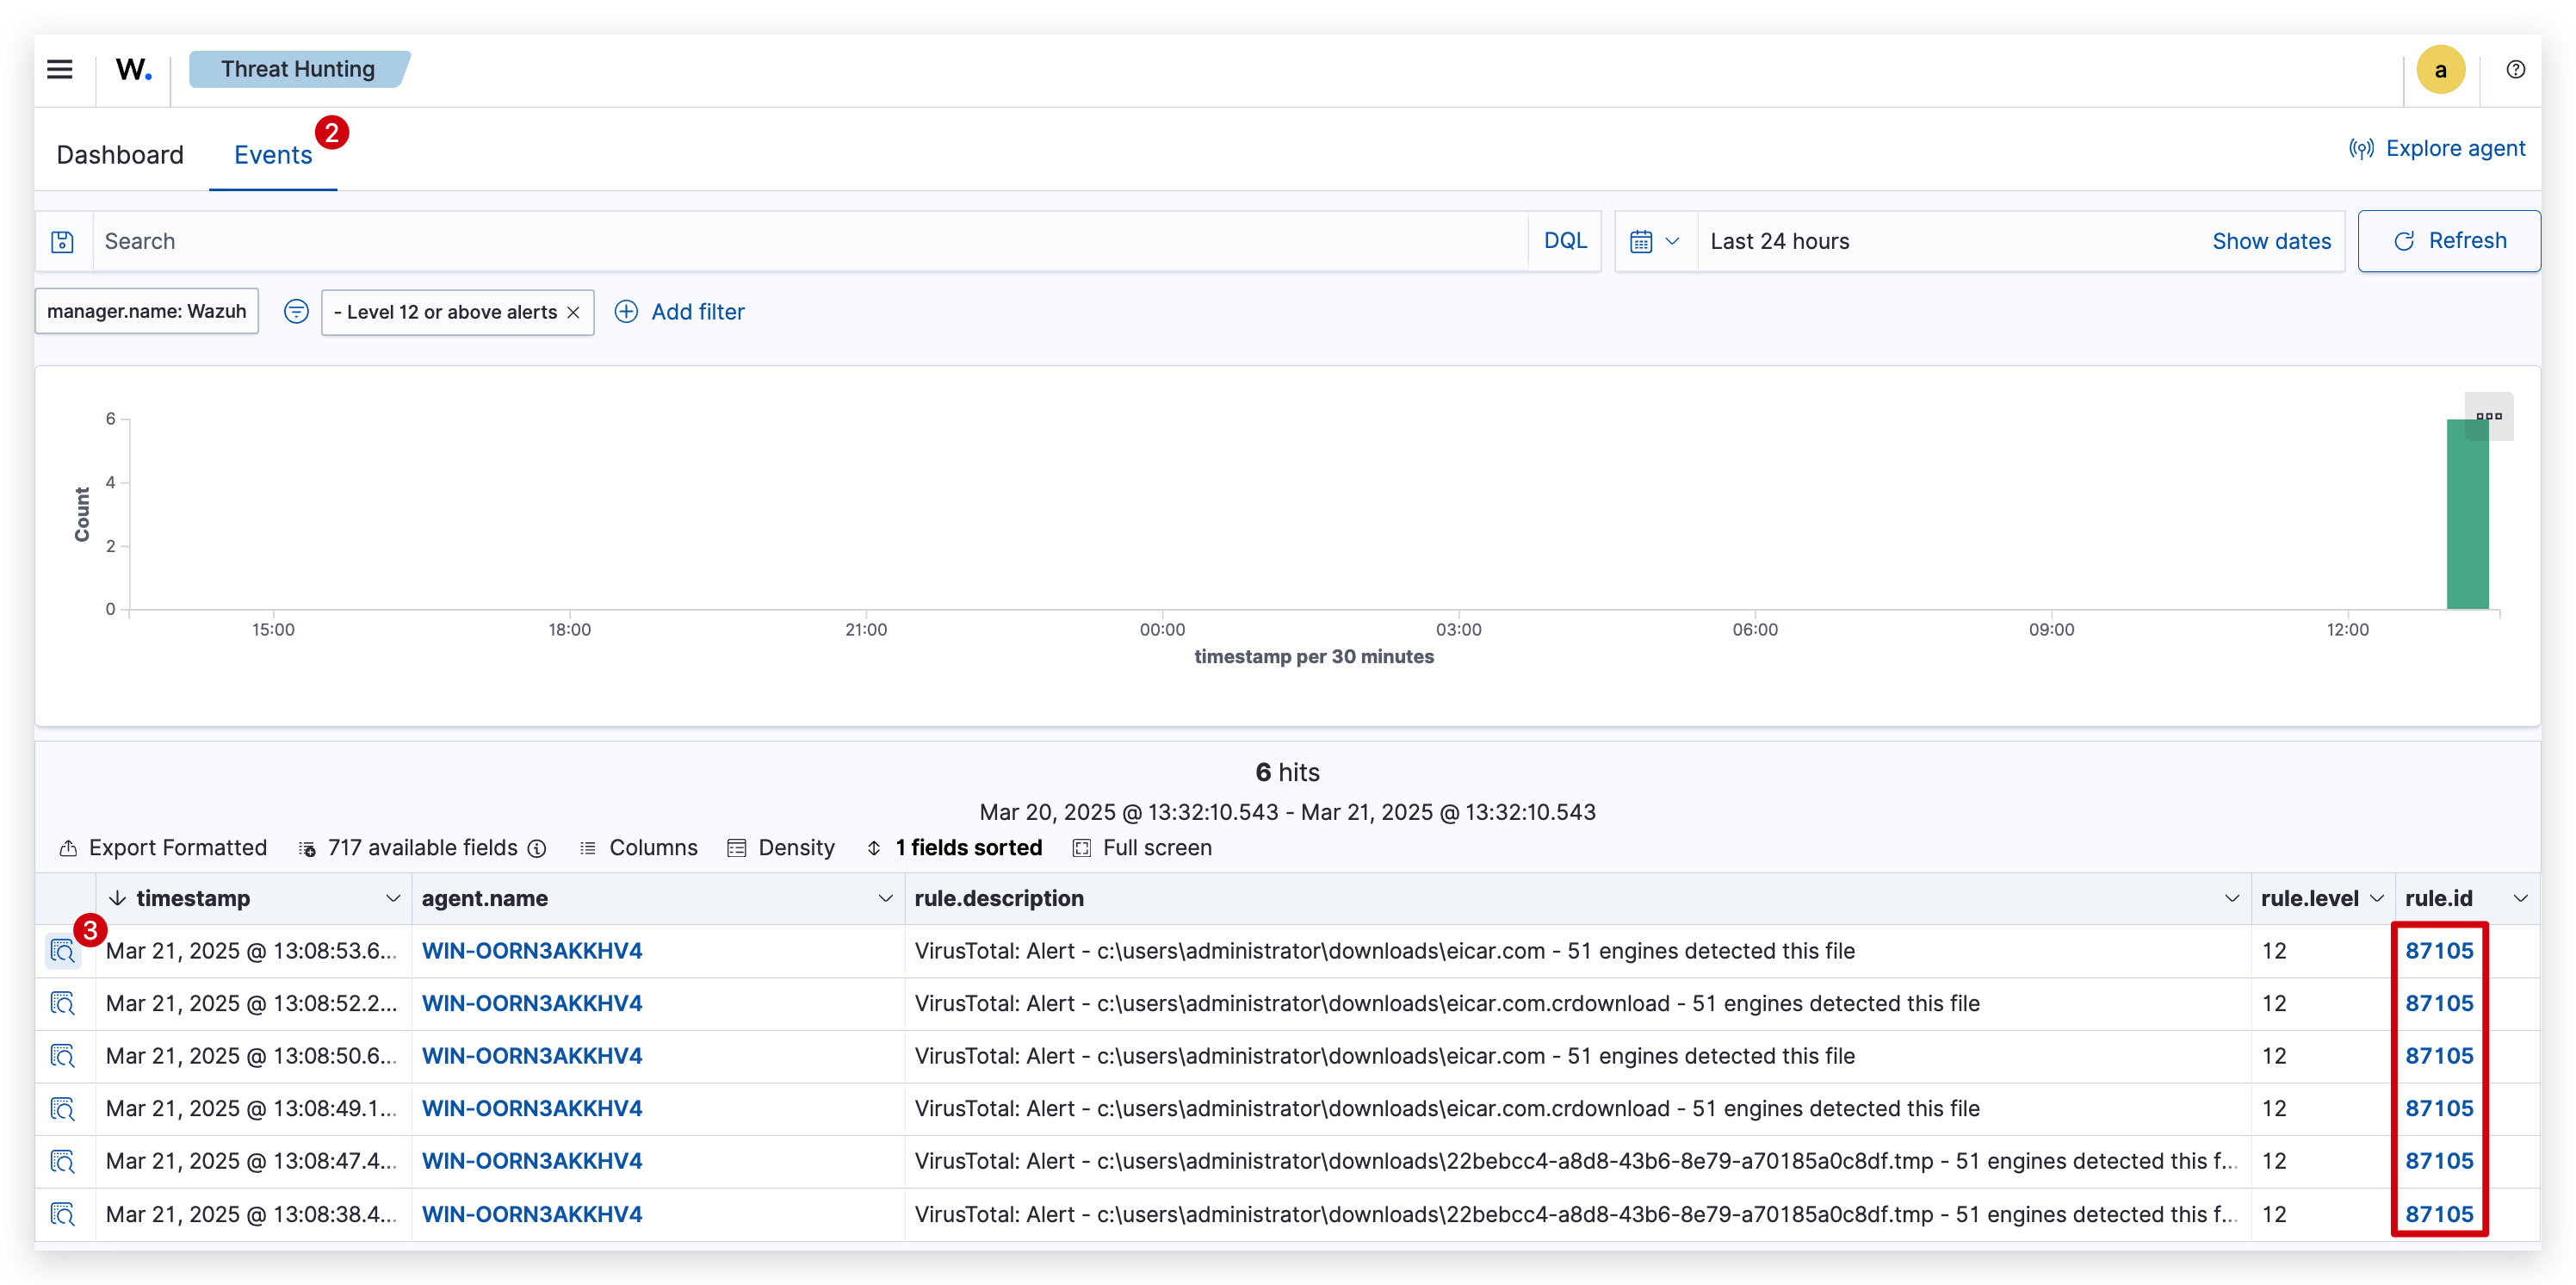 W. Threat Hunting a
Dashboard Events 2 Explore agent
Search DQL Last 24 hours Show dates Refresh
manager.name: Wazuh - Level 12 or above alerts Add filter
6
4
2
0
Count
15:00 18:00 21:00 00:00 03:00 06:00 09:00 12:00
timestamp per 30 minutes
6 hits
Mar 20, 2025 @ 13:32:10.543 - Mar 21, 2025 @ 13:32:10.543
Export Formatted 717 available fields Columns Density 1 fields sorted Full screen
timestamp agent.name rule.description rule.level rule.id
3 Mar 21, 2025 @ 13:08:53.6... WIN-OORN3AKKHV4 VirusTotal: Alert - c:\users\administrator\downloads\eicar.com - 51 engines detected this file 12 87105
Mar 21, 2025 @ 13:08:52.2... WIN-OORN3AKKHV4 VirusTotal: Alert - c:\users\administrator\downloads\eicar.com.crdownload - 51 engines detected this file 12 87105
Mar 21, 2025 @ 13:08:50.6... WIN-OORN3AKKHV4 VirusTotal: Alert - c:\users\administrator\downloads\eicar.com - 51 engines detected this file 12 87105
Mar 21, 2025 @ 13:08:49.1... WIN-OORN3AKKHV4 VirusTotal: Alert - c:\users\administrator\downloads\eicar.com.crdownload - 51 engines detected this file 12 87105
Mar 21, 2025 @ 13:08:47.4... WIN-OORN3AKKHV4 VirusTotal: Alert - c:\users\administrator\downloads\22bebcc4-a8d8-43b6-8e79-a70185a0c8df.tmp - 51 engines detected this f... 12 87105
Mar 21, 2025 @ 13:08:38.4... WIN-OORN3AKKHV4 VirusTotal: Alert - c:\users\administrator\downloads\22bebcc4-a8d8-43b6-8e79-a70185a0c8df.tmp - 51 engines detected this f... 12 87105